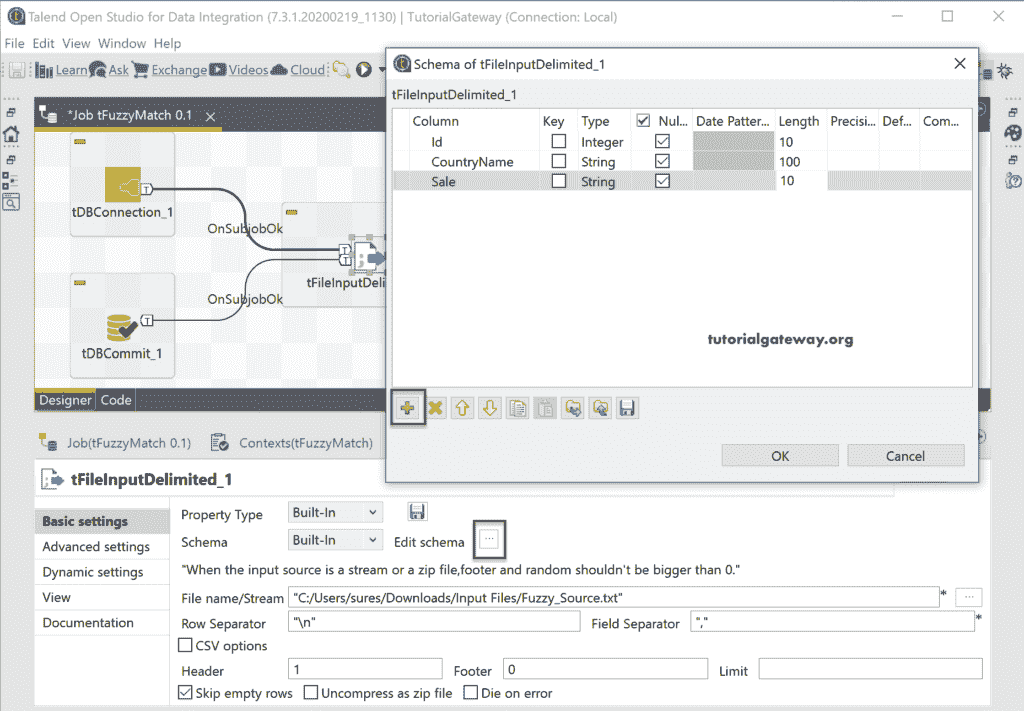 Talend Open Studio for Data Integration (7.3.1.20200219_1130) | TutorialGateway (Connection: Local)
File Edit View Window Help
Learn Ask Exchange Videos Cloud
*Job tFuzzyMatch 0.1
tDBConnection_1
OnSubjobOk
tFileInputDeli
OnSubjobOk
tDBCommit_1
Designer Code
Schema of tFileInputDelimited_1
tFileInputDelimited_1
Column Key Type Nul... Date Patter... Length Precisi... Def... Com...
Id Integer 10
CountryName String 100
Sale String 10
tutorialgateway.org
OK Cancel
Job(tFuzzyMatch 0.1) Contexts(tFuzzyMatch)
tFileInputDelimited_1
Basic settings
Advanced settings
Dynamic settings
View
Documentation
Property Type Built-In
Schema Built-In Edit schema ...
"When the input source is a stream or a zip file,footer and random shouldn't be bigger than 0."
File name/Stream "C:/Users/sures/Downloads/Input Files/Fuzzy_Source.txt" * ...
Row Separator "\n" Field Separator "," *
CSV options
Header 1 Footer 0 Limit
Skip empty rows Uncompress as zip file Die on error